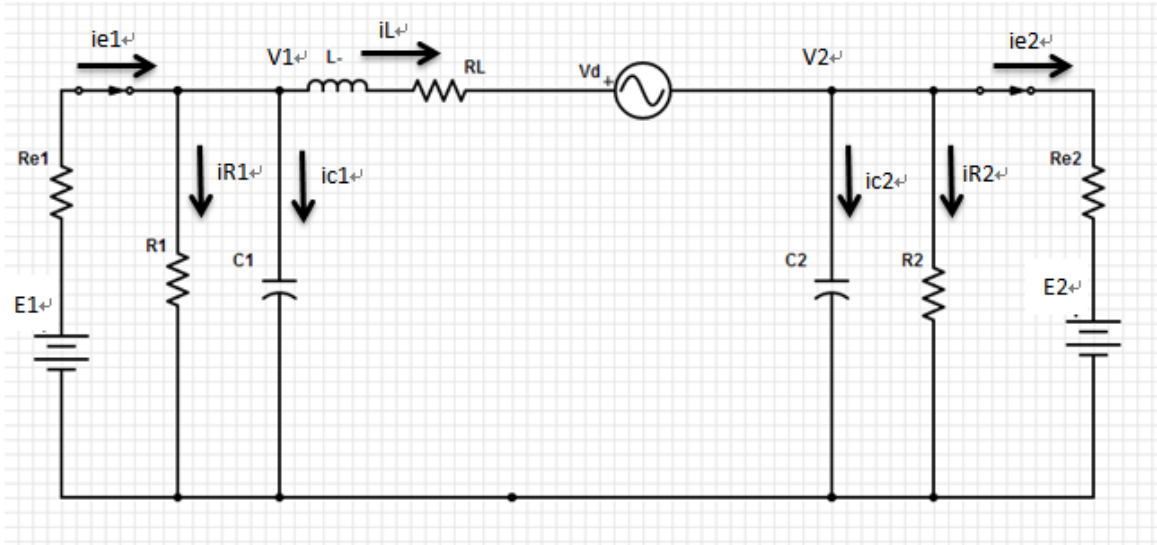 ie1↵
iL↵
ie2↵
V1↵
L-
RL
Vd
+
V2↵
Re1
iR1↵
ic1↵
ic2↵
iR2↵
Re2
R1
C1
C2
R2
E1↵
E2↵